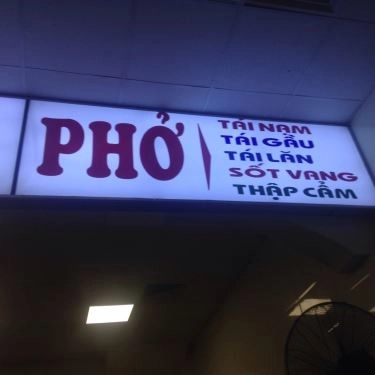 PHỞ
TÁI NẠM
TÁI GẦU
TÁI LĂN
SỐT VANG
THẬP CẨM